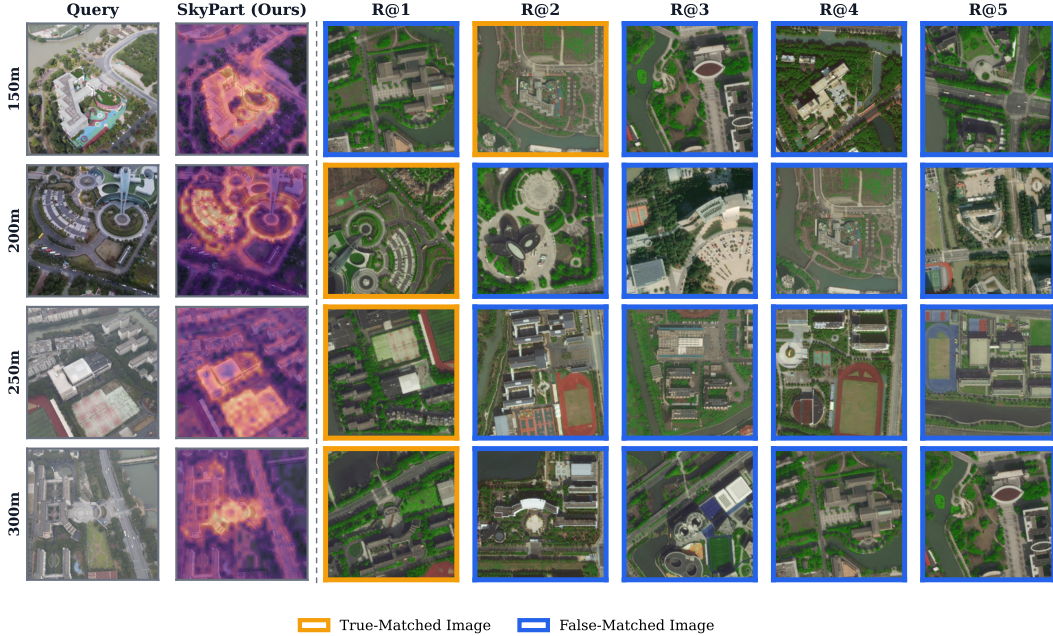 Query SkyPart (Ours) R@1 R@2 R@3 R@4 R@5
150m
200m
250m
300m
True-Matched Image False-Matched Image